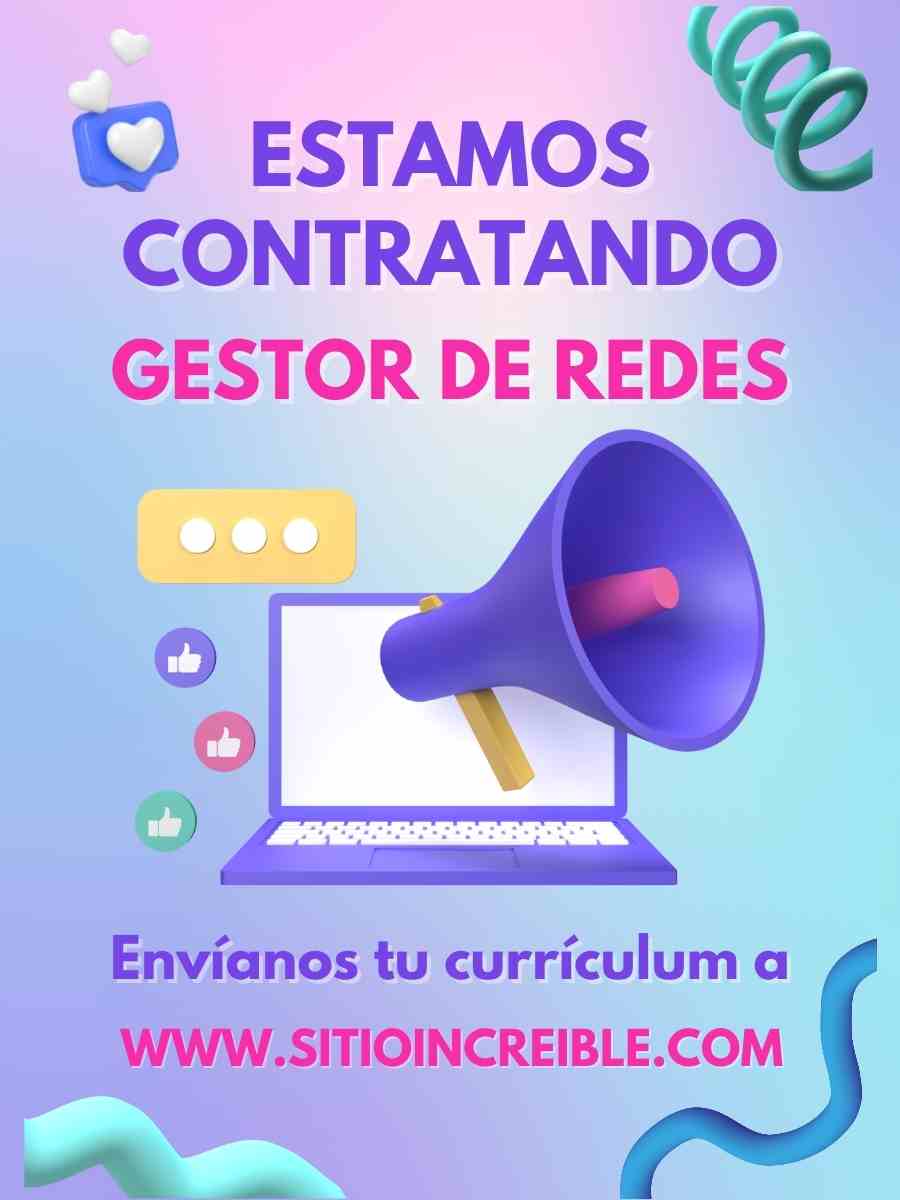 ESTAMOS
CONTRATANDO
GESTOR DE REDES
Envíanos tu currículum a
WWW.SITIOINCREIBLE.COM